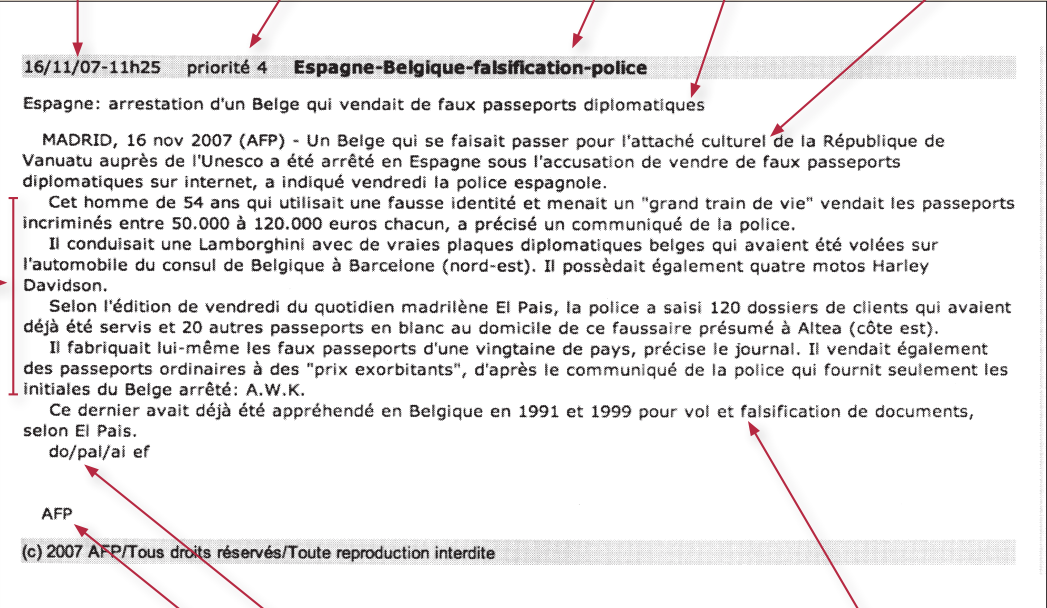 16/11/07-11h25 priorité 4 Espagne-Belgique-falsification-police
Espagne: arrestation d'un Belge qui vendait de faux passeports diplomatiques
MADRID, 16 nov 2007 (AFP) - Un Belge qui se faisait passer pour l'attaché culturel de la République de
Vanuatu auprès de l'Unesco a été arrêté en Espagne sous l'accusation de vendre de faux passeports
diplomatiques sur internet, a indiqué vendredi la police espagnole.
Cet homme de 54 ans qui utilisait une fausse identité et menait un "grand train de vie" vendait les passeports
incriminés entre 50.000 à 120.000 euros chacun, a précisé un communiqué de la police.
Il conduisait une Lamborghini avec de vraies plaques diplomatiques belges qui avaient été volées sur
l'automobile du consul de Belgique à Barcelone (nord-est). Il possèdait également quatre motos Harley
Davidson.
Selon l'édition de vendredi du quotidien madrilène El Pais, la police a saisi 120 dossiers de clients qui avaient
déjà été servis et 20 autres passeports en blanc au domicile de ce faussaire présumé à Altea (côte est).
Il fabriquait lui-même les faux passeports d'une vingtaine de pays, précise le journal. Il vendait également
des passeports ordinaires à des "prix exorbitants", d'après le communiqué de la police qui fournit seulement les
initiales du Belge arrêté: A.W.K.
Ce dernier avait déjà été appréhendé en Belgique en 1991 et 1999 pour vol et falsification de documents,
selon El Pais.
do/pal/ai ef
AFP
(c) 2007 AFP/Tous droits réservés/Toute reproduction interdite